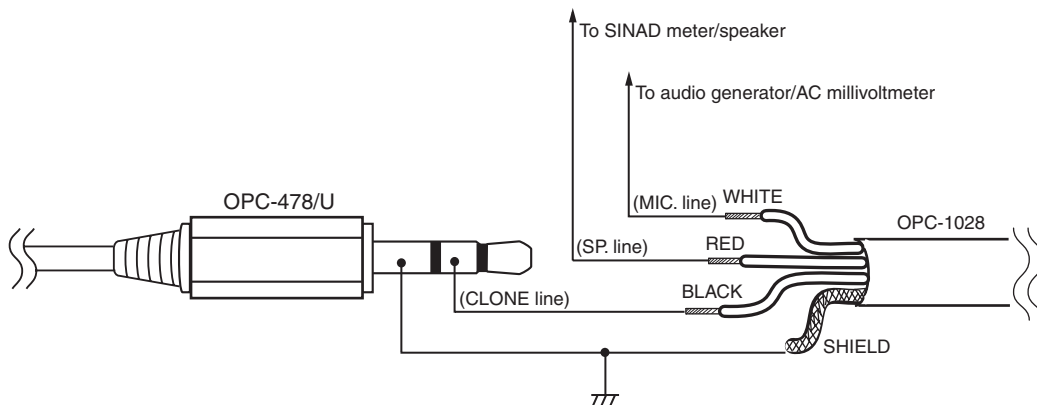 To SINAD meter/speaker
To audio generator/AC millivoltmeter
OPC-478/U
(MIC. line)
WHITE
OPC-1028
(SP. line)
RED
(CLONE line)
BLACK
SHIELD